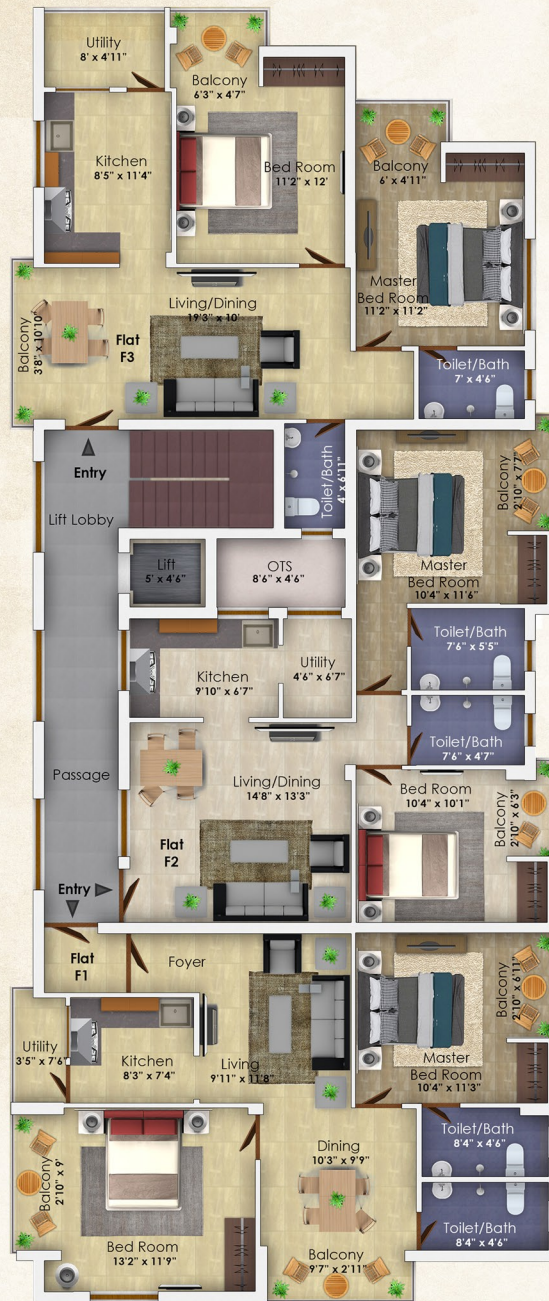 Utility
8' x 4'11"
Balcony
6'3" x 4'7"
Kitchen
8'5" x 11'4"
Bed Room
11'2" x 12'
Balcony
6' x 4'11"
Master
Bed Room
11'2" x 11'2"
Living/Dining
19'3" x 10'
Balcony
3'8" x 10'10"
Flat
F3
Toilet/Bath
7' x 4'6"
Entry
Lift Lobby
Toilet/Bath
4' x 6'11"
Balcony
2'10" x 7'7"
Lift
5' x 4'6"
OTS
8'6" x 4'6"
Master
Bed Room
10'4" x 11'6"
Kitchen
9'10" x 6'7"
Utility
4'6" x 6'7"
Toilet/Bath
7'6" x 5'5"
Toilet/Bath
7'6" x 4'7"
Passage
Living/Dining
14'8" x 13'3"
Bed Room
10'4" x 10'1"
Balcony
2'10" x 6'3"
Flat
F2
Entry
Flat
F1
Foyer
Balcony
2'10" x 6'11"
Utility
3'5" x 7'6"
Kitchen
8'3" x 7'4"
Living
9'11" x 11'8"
Master
Bed Room
10'4" x 11'3"
Toilet/Bath
8'4" x 4'6"
Dining
10'3" x 9'9"
Balcony
2'10" x 9'
Toilet/Bath
8'4" x 4'6"
Bed Room
13'2" x 11'9"
Balcony
9'7" x 2'11"